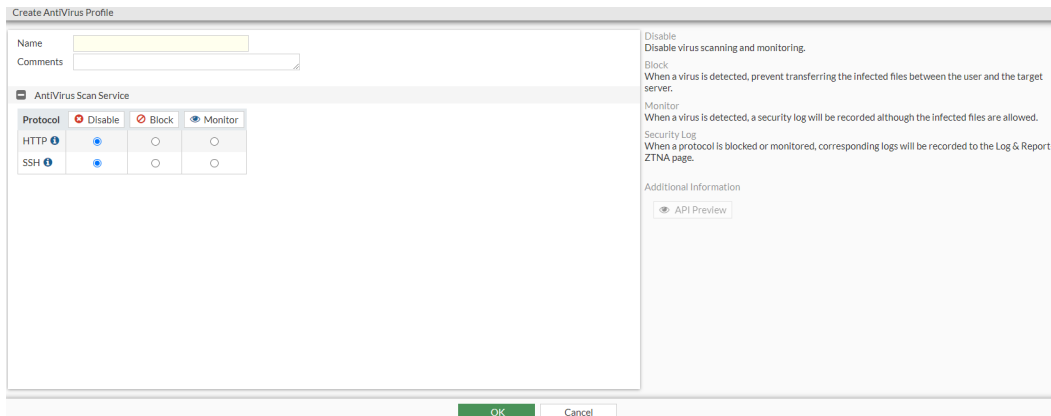 Create AntiVirus Profile
Name
Comments
AntiVirus Scan Service
Protocol Disable Block Monitor
HTTP
SSH
Disable
Disable virus scanning and monitoring.
Block
When a virus is detected, prevent transferring the infected files between the user and the target
server.
Monitor
When a virus is detected, a security log will be recorded although the infected files are allowed.
Security Log
When a protocol is blocked or monitored, corresponding logs will be recorded to the Log & Report
ZTNA page.
Additional Information
API Preview
OK Cancel